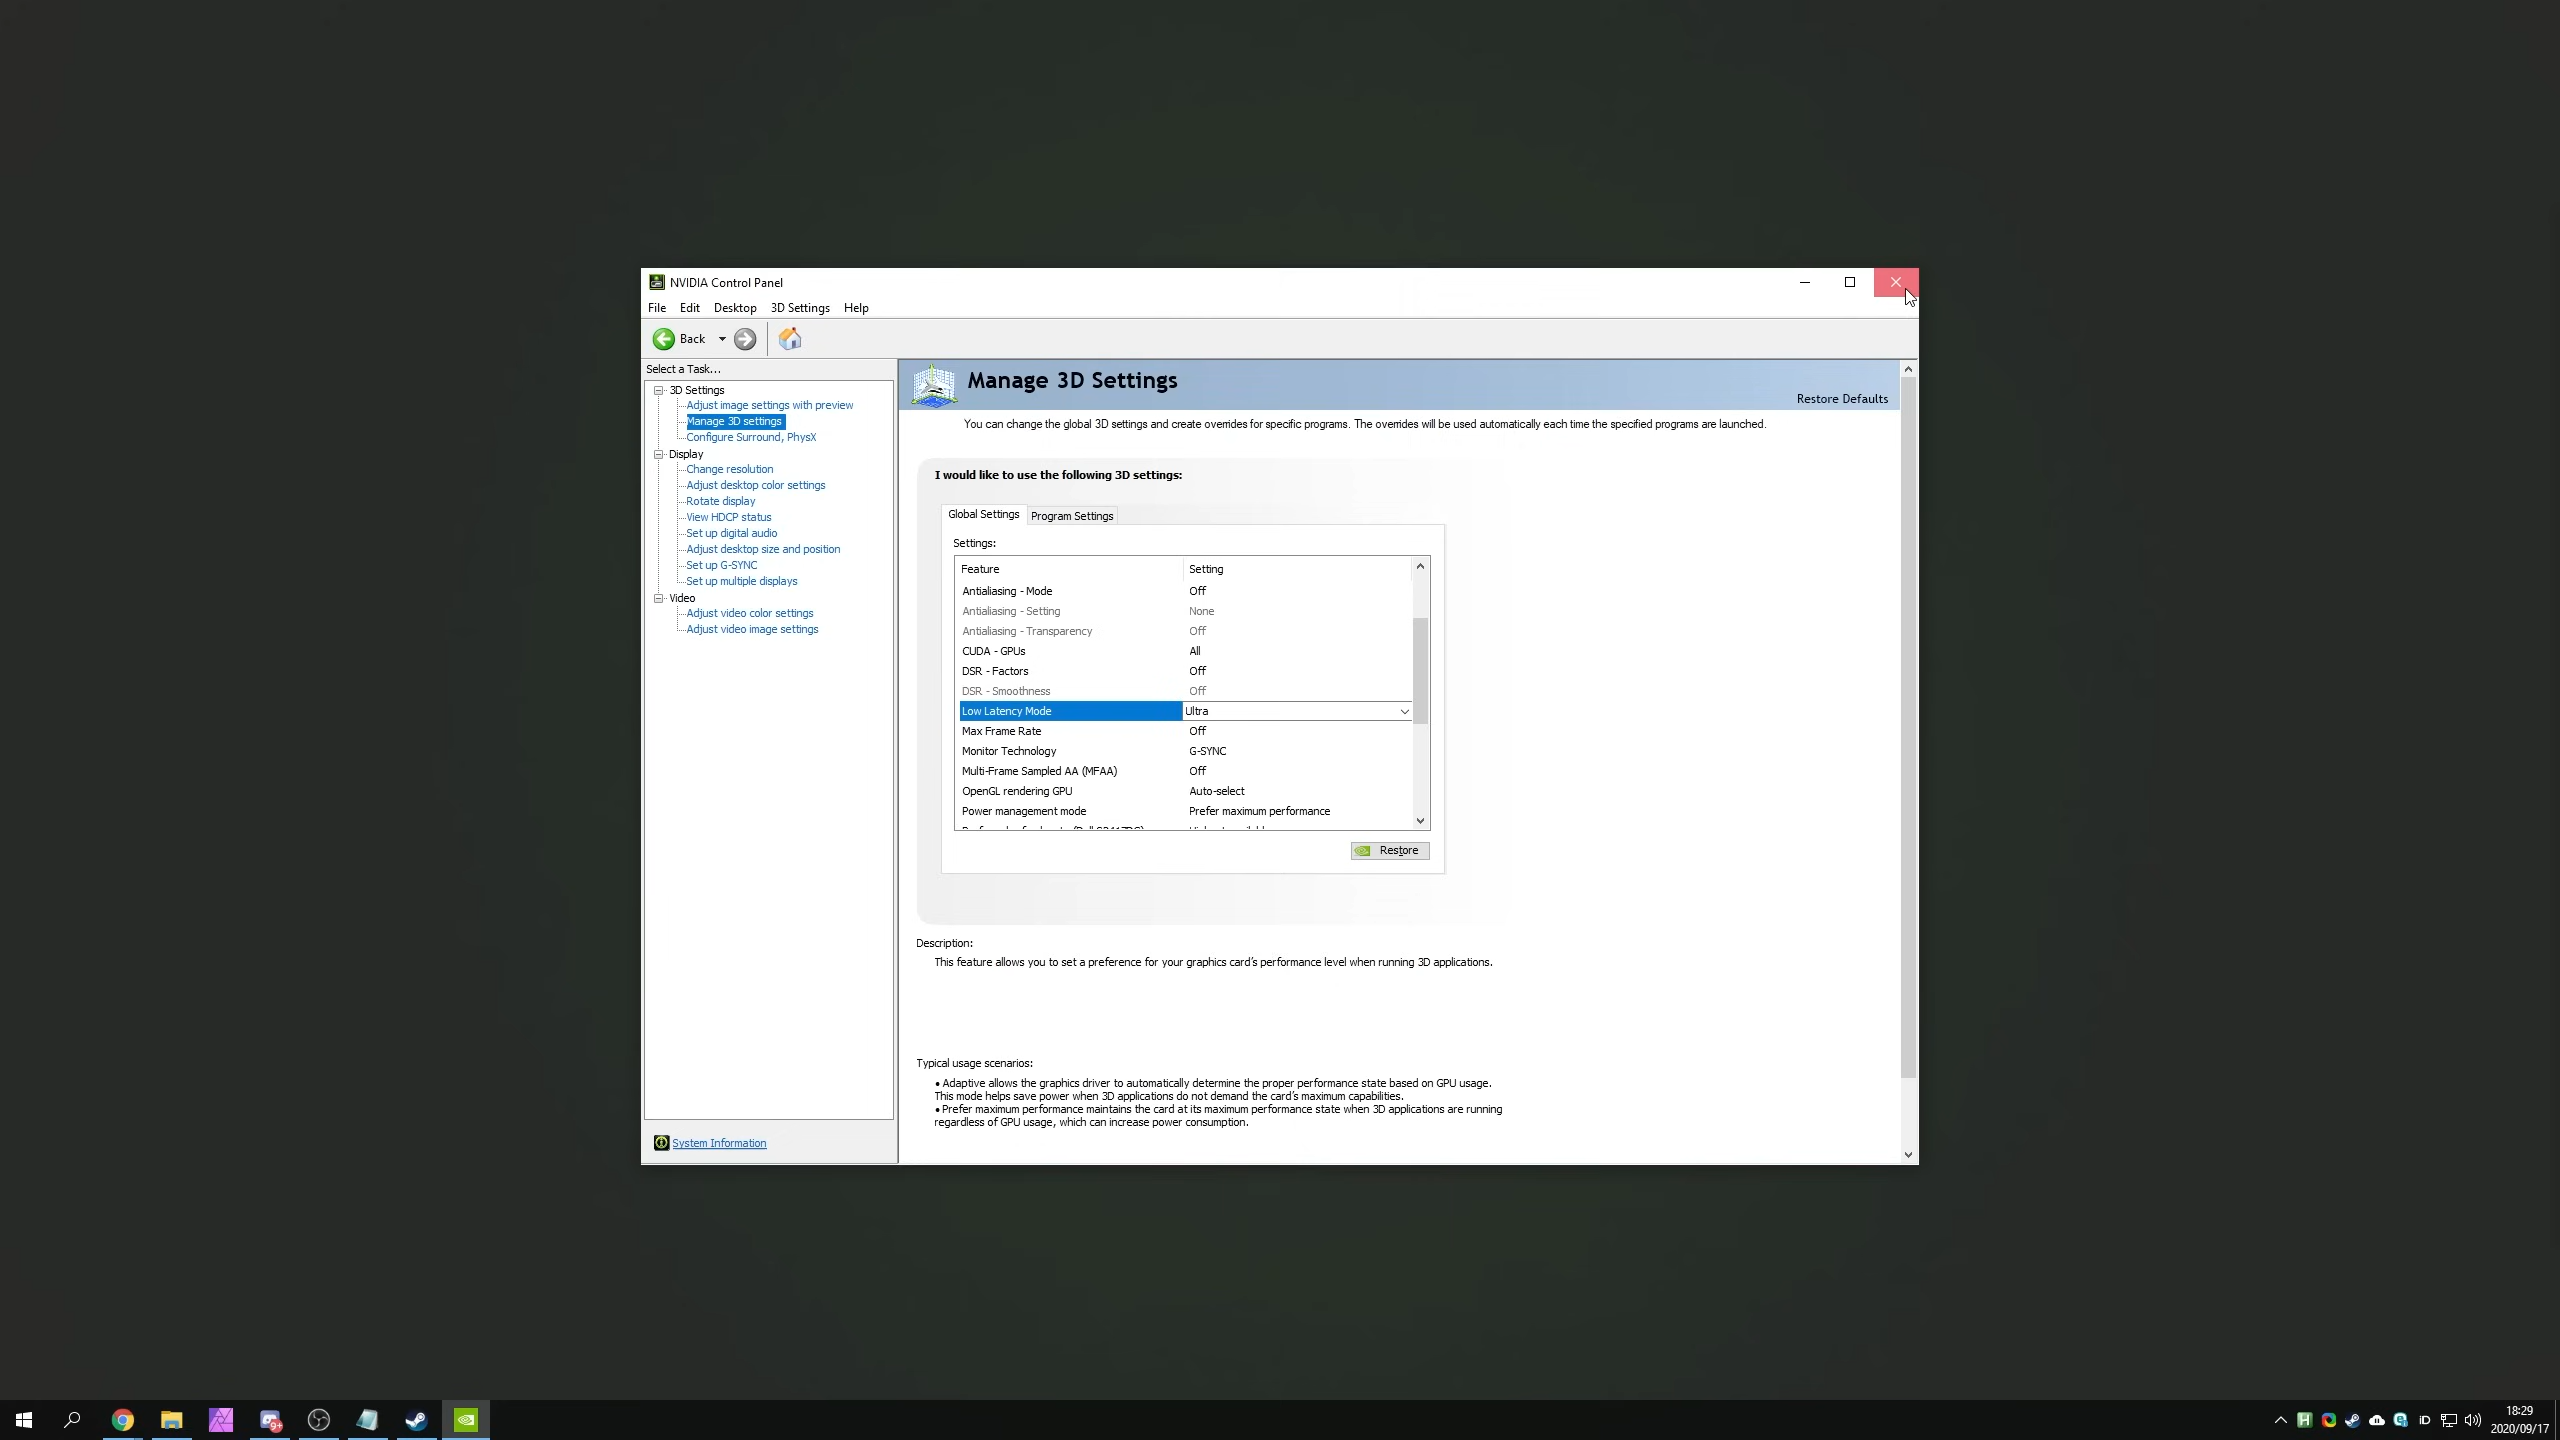 NVIDIA Control Panel
File Edit Desktop 3D Settings Help
Back
Select a Task...
3D Settings
Adjust image settings with preview
Manage 3D settings
Configure Surround, PhysX
Display
Change resolution
Adjust desktop color settings
Rotate display
View HDCP status
Set up digital audio
Adjust desktop size and position
Set up G-SYNC
Set up multiple displays
Video
Adjust video color settings
Adjust video image settings
System Information
Manage 3D Settings
Restore Defaults
You can change the global 3D settings and create overrides for specific programs. The overrides will be used automatically each time the specified programs are launched.
I would like to use the following 3D settings:
Global Settings Program Settings
Settings:
Feature Setting
Antialiasing - Mode Off
Antialiasing - Setting None
Antialiasing - Transparency Off
CUDA - GPUs All
DSR - Factors Off
DSR - Smoothness Off
Low Latency Mode Ultra
Max Frame Rate Off
Monitor Technology G-SYNC
Multi-Frame Sampled AA (MFAA) Off
OpenGL rendering GPU Auto-select
Power management mode Prefer maximum performance
Restore
Description:
This feature allows you to set a preference for your graphics card's performance level when running 3D applications.
Typical usage scenarios:
• Adaptive allows the graphics driver to automatically determine the proper performance state based on GPU usage.
This mode helps save power when 3D applications do not demand the card's maximum capabilities.
• Prefer maximum performance maintains the card at its maximum performance state when 3D applications are running
regardless of GPU usage, which can increase power consumption.
9+
iD
18:29
2020/09/17